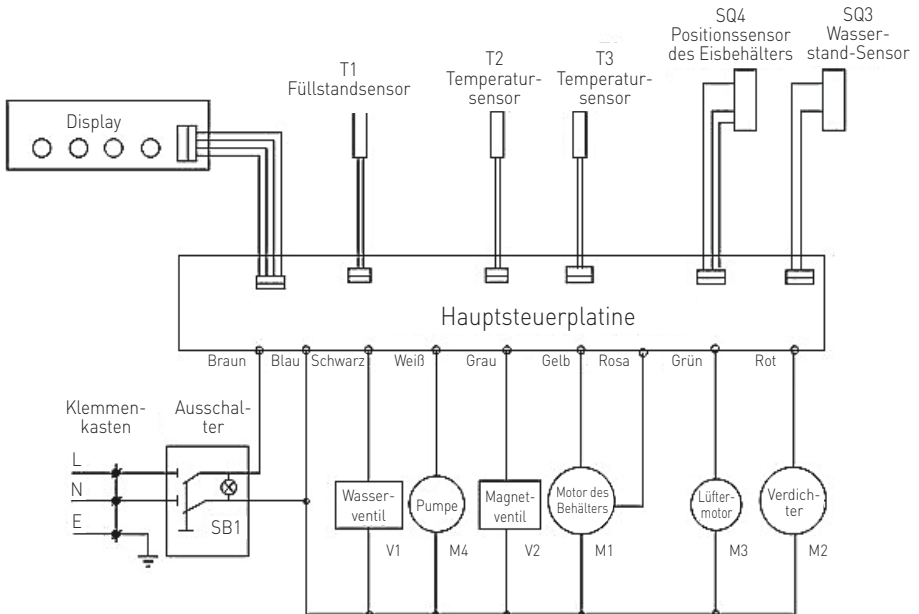 SQ4
Positionssensor
des Eisbehälters
SQ3
Wasser-
stand-Sensor
T1
Füllstandsensor
T2
Temperatur-
sensor
T3
Temperatur-
sensor
Display
Hauptsteuerplatine
Braun Blau Schwarz Weiß Grau Gelb Rosa Grün Rot
Klemmen-
kasten
Ausschal-
ter
L
N
E
SB1
Wasser-
ventil
V1
Pumpe
M4
Magnet-
ventil
V2
Motor des
Behälters
M1
Lüfter-
motor
M3
Verdich-
ter
M2